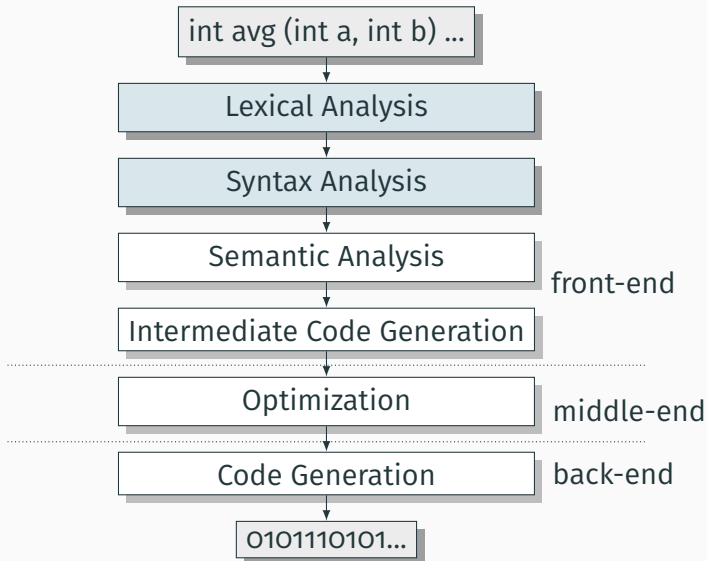 int avg (int a, int b) ...
Lexical Analysis
Syntax Analysis
Semantic Analysis
front-end
Intermediate Code Generation
Optimization
middle-end
Code Generation
back-end
0101110101...